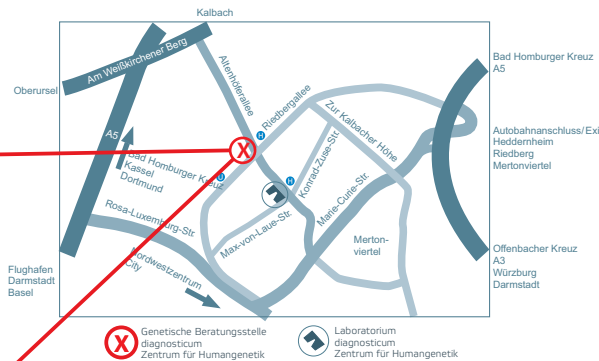 Kalbach
Am Weißkirchener Berg
Oberursel
Altenhöferallee
Riedbergallee
H
Bad Homburger Kreuz
A5
Zur Kalbacher Höhe
Autobahnanschluss/Exi
Heddernheim
Riedberg
Mertonviertel
A5
X
Bad Homburger Kreuz
Kassel
Dortmund
U
H
Konrad-Zuse-Str.
Marie-Curie-Str.
Rosa-Luxemburg-Str.
Max-von-Laue-Str.
Merton-
viertel
Nordwestzentrum
City
Flughafen
Darmstadt
Basel
Offenbacher Kreuz
A3
Würzburg
Darmstadt
X
Genetische Beratungsstelle
diagnosticum
Zentrum für Humangenetik
Laboratorium
diagnosticum
Zentrum für Humangenetik